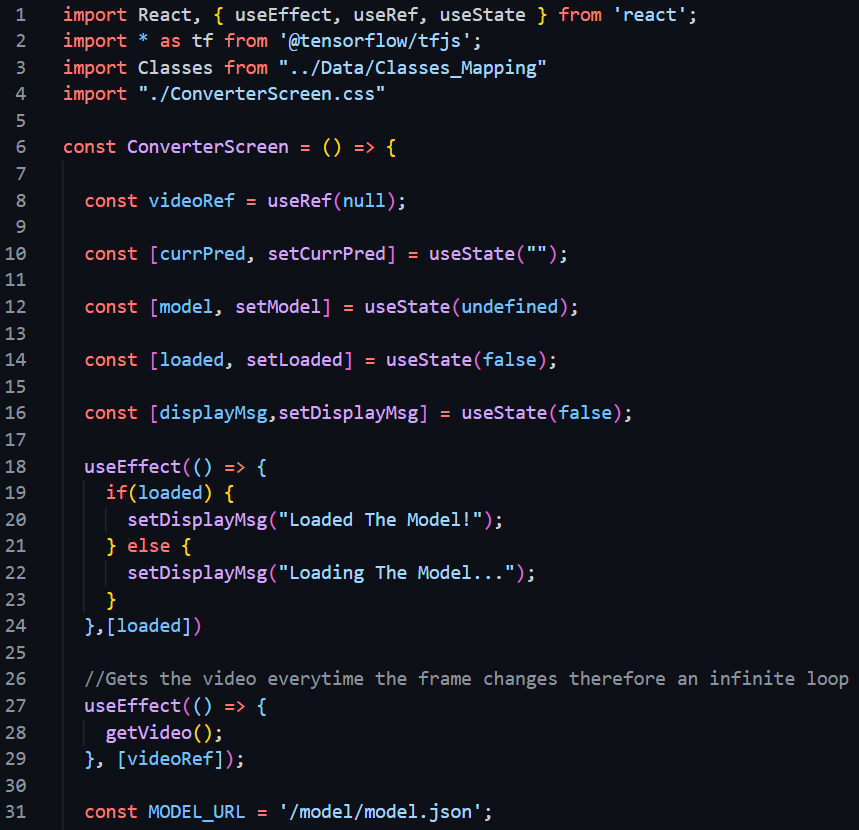 1 import React, { useEffect, useRef, useState } from 'react';
2 import * as tf from '@tensorflow/tfjs';
3 import Classes from "../Data/Classes_Mapping"
4 import "./ConverterScreen.css"
5
6 const ConverterScreen = () => {
7
8   const videoRef = useRef(null);
9
10   const [currPred, setCurrPred] = useState("");
11
12   const [model, setModel] = useState(undefined);
13
14   const [loaded, setLoaded] = useState(false);
15
16   const [displayMsg,setDisplayMsg] = useState(false);
17
18   useEffect(() => {
19     if(loaded) {
20       setDisplayMsg("Loaded The Model!");
21     } else {
22       setDisplayMsg("Loading The Model...");
23     }
24   },[loaded])
25
26   //Gets the video everytime the frame changes therefore an infinite loop
27   useEffect(() => {
28     getVideo();
29   }, [videoRef]);
30
31   const MODEL_URL = '/model/model.json';